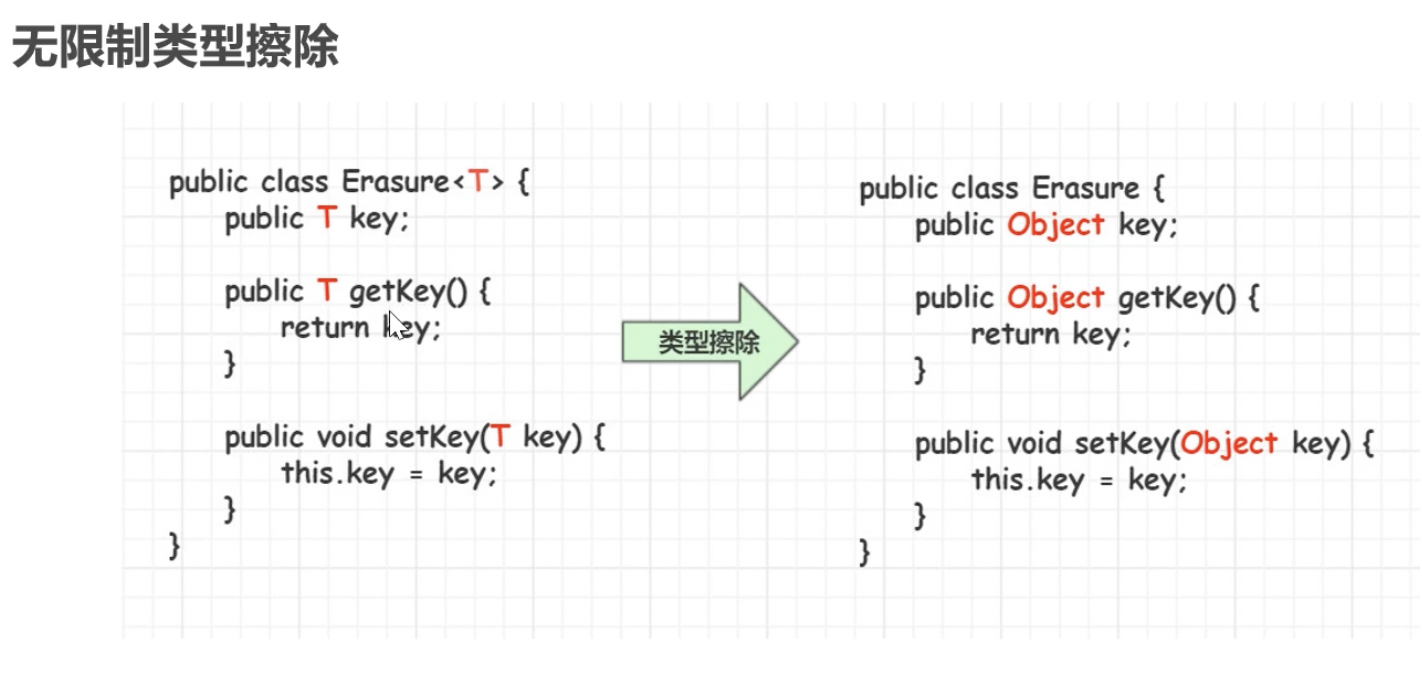 无限制类型擦除
public class Erasure<T> {
public T key;
public T getKey() {
return key;
}
public void setKey(T key) {
this.key = key;
}
}
类型擦除
public class Erasure {
public Object key;
public Object getKey() {
return key;
}
public void setKey(Object key) {
this.key = key;
}
}